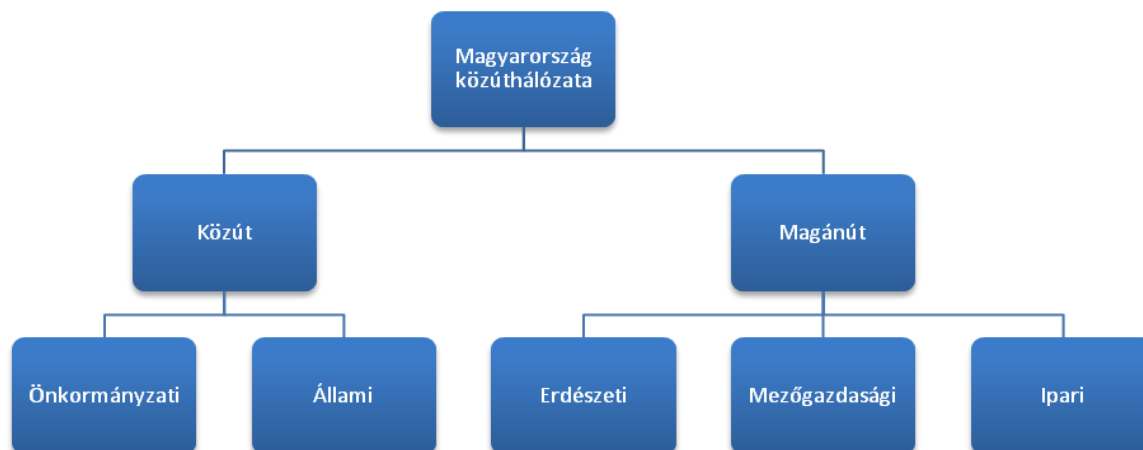 Magyarország
közúthálózata
Közút
Magánút
Önkormányzati
Állami
Erdészeti
Mezőgazdasági
Ipari